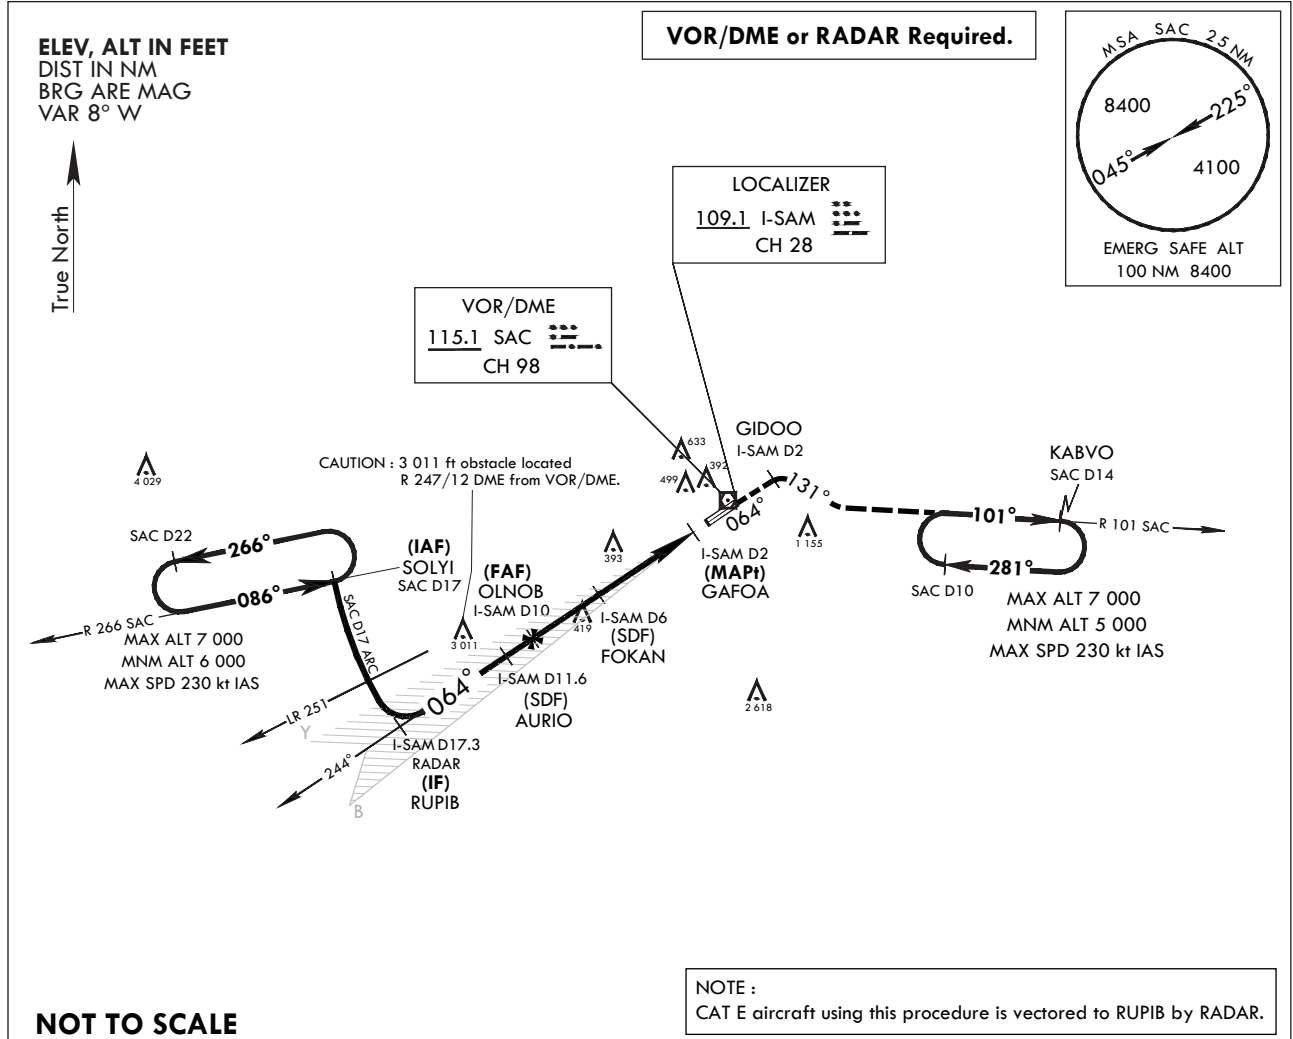 ELEV, ALT IN FEET
DIST IN NM
BRG ARE MAG
VAR 8° W
True North
VOR/DME or RADAR Required.
MSA SAC 25 NM
8400
225°
045°
4100
EMERG SAFE ALT
100 NM 8400
LOCALIZER
109.1 I-SAM
CH 28
VOR/DME
115.1 SAC
CH 98
GIDOO
I-SAM D2
633
392
499
131°
064°
KABVO
SAC D14
4 029
CAUTION : 3 011 ft obstacle located
R 247/12 DME from VOR/DME.
SAC D22
266°
086°
R 266 SAC
MAX ALT 7 000
MNM ALT 6 000
MAX SPD 230 kt IAS
(IAF)
SOLYI
SAC D17
SAC D17 ARC
(FAF)
OLNOB
I-SAM D10
393
3 011
419
I-SAM D2
(MAPt)
GAFOA
1 155
101°
R 101 SAC
281°
SAC D10
MAX ALT 7 000
MNM ALT 5 000
MAX SPD 230 kt IAS
I-SAM D6
(SDF)
FOKAN
I-SAM D11.6
(SDF)
AURIO
064°
LR 251
Y
244°
I-SAM D17.3
RADAR
(IF)
RUPIB
B
2 618
NOTE :
CAT E aircraft using this procedure is vectored to RUPIB by RADAR.
NOT TO SCALE